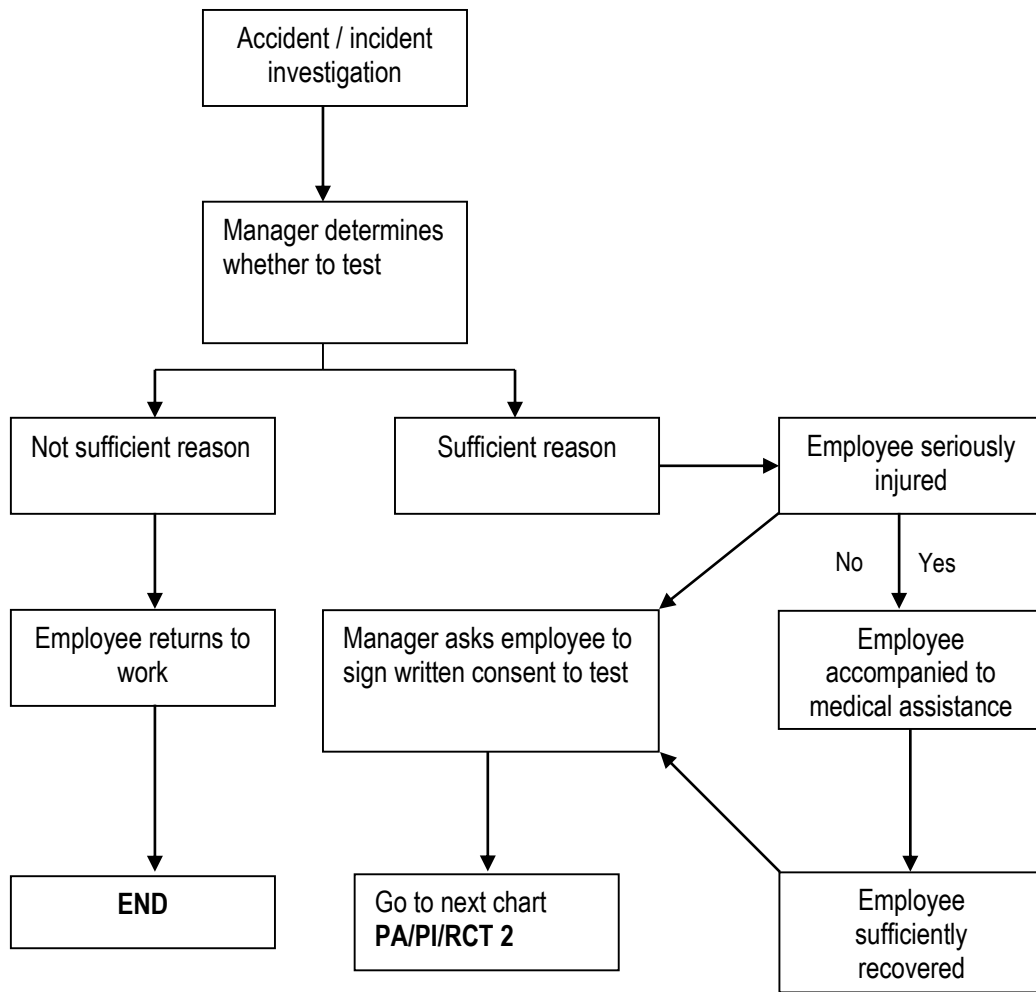 Accident / incident
investigation
Manager determines
whether to test
Not sufficient reason
Sufficient reason
Employee seriously
injured
No
Yes
Employee returns to
work
Manager asks employee to
sign written consent to test
Employee
accompanied to
medical assistance
END
Go to next chart
PA/PI/RCT 2
Employee
sufficiently
recovered